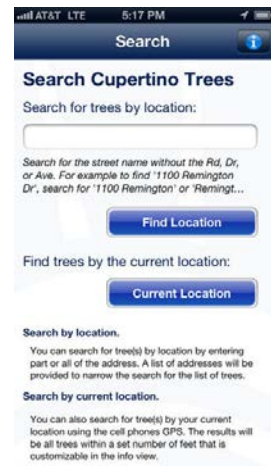 AT&T LTE 5:17 PM
Search
Search Cupertino Trees
Search for trees by location:
Search for the street name without the Rd, Dr,
or Ave. For example to find '1100 Remington
Dr', search for '1100 Remington' or 'Remingt...
Find Location
Find trees by the current location:
Current Location
Search by location.
You can search for tree(s) by location by entering
part or all of the address. A list of addresses will be
provided to narrow the search for the list of trees.
Search by current location.
You can also search for tree(s) by your current
location using the cell phones GPS. The results will
be all trees within a set number of feet that is
customizable in the info view.